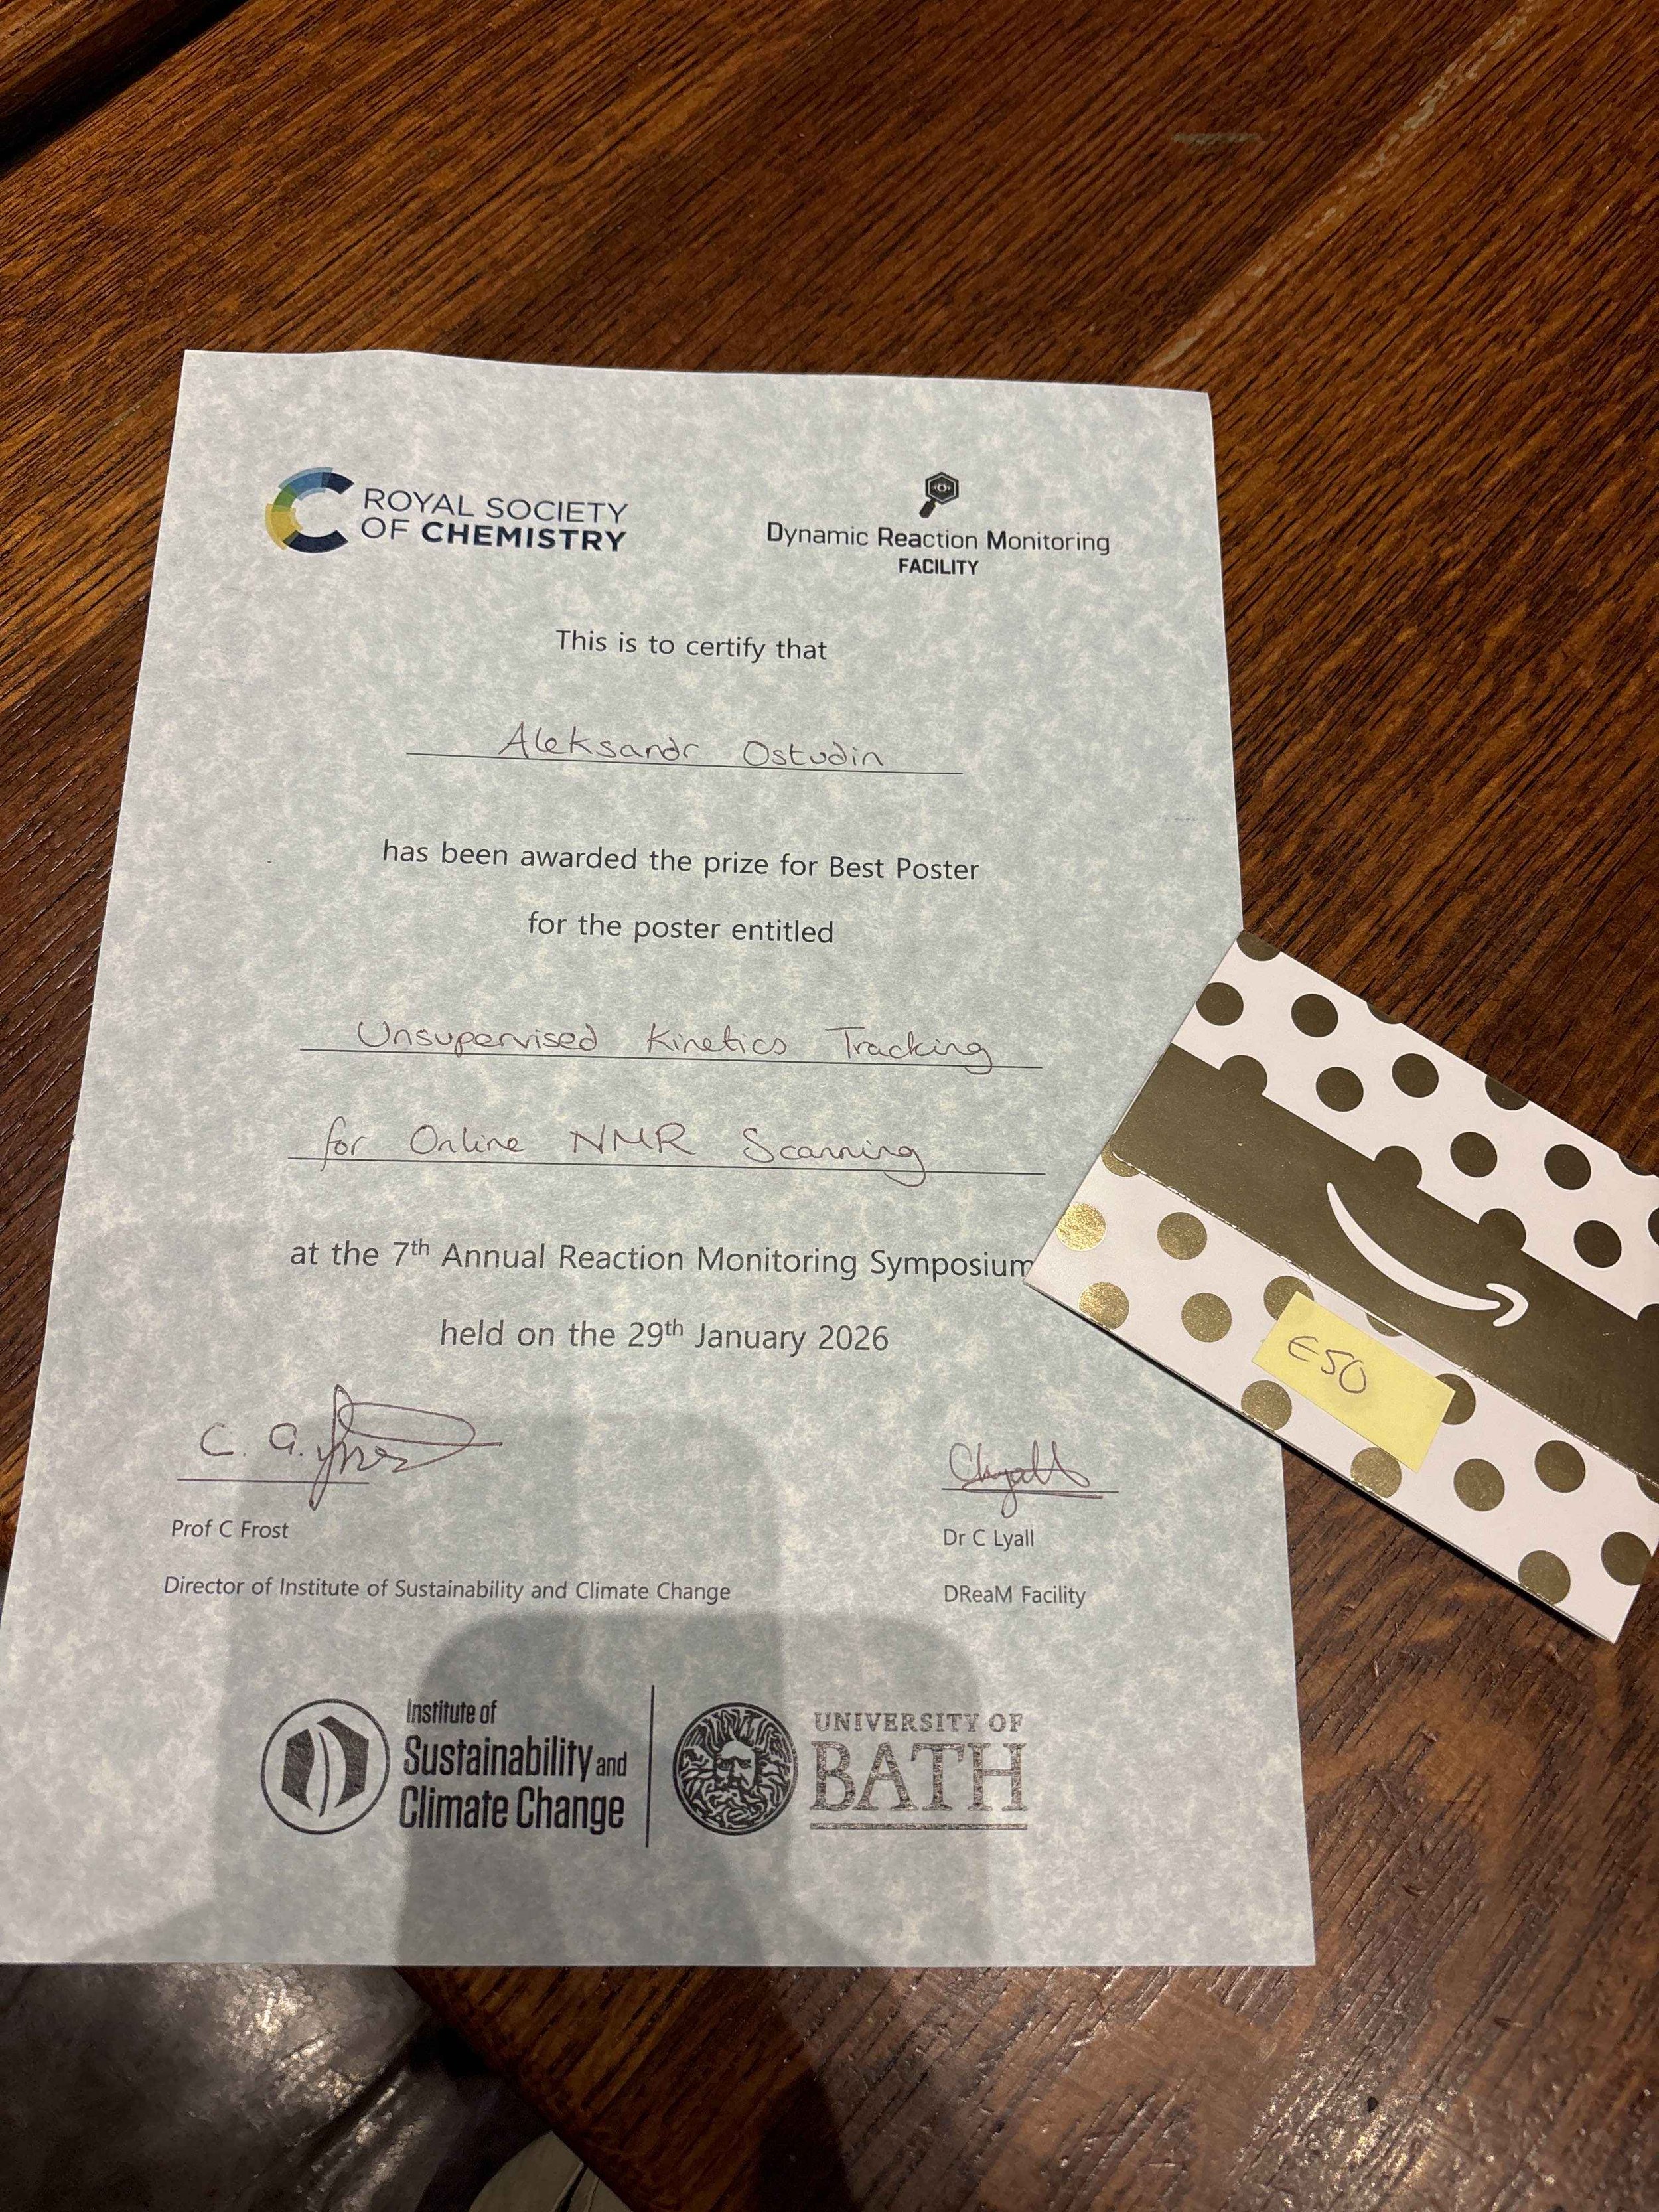 ROYAL SOCIETY
OF CHEMISTRY
Dynamic Reaction Monitoring
FACILITY
This is to certify that
Aleksandr Ostudin
has been awarded the prize for Best Poster
for the poster entitled
Unsupervised Kinetics Tracking
for Online NMR Scanning
at the 7th Annual Reaction Monitoring Symposium
held on the 29th January 2026
C. G. Frost
CLyall
Prof C Frost
Dr C Lyall
Director of Institute of Sustainability and Climate Change
DReaM Facility
Institute of
Sustainability and
Climate Change
UNIVERSITY OF
BATH
£50